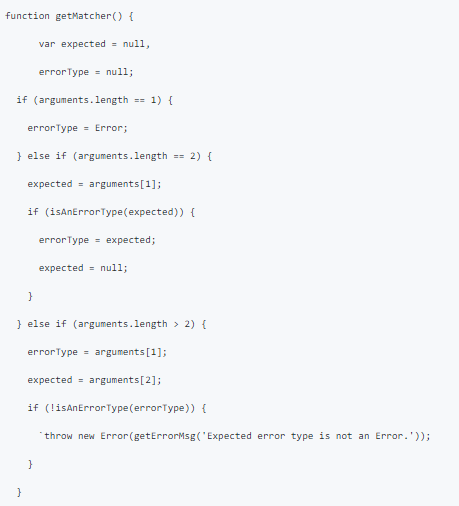 function getMatcher() {
var expected = null,
errorType = null;
if (arguments.length == 1) {
errorType = Error;
} else if (arguments.length == 2) {
expected = arguments[1];
if (isAnErrorType(expected)) {
errorType = expected;
expected = null;
}
} else if (arguments.length > 2) {
errorType = arguments[1];
expected = arguments[2];
if (!isAnErrorType(errorType)) {
`throw new Error(getErrorMsg('Expected error type is not an Error.'));
}
}